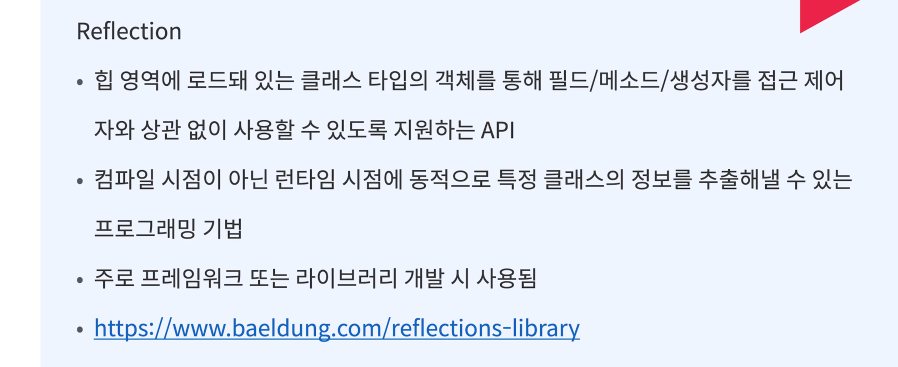 Reflection
• 힙 영역에 로드돼 있는 클래스 타입의 객체를 통해 필드/메소드/생성자를 접근 제어
자와 상관 없이 사용할 수 있도록 지원하는 API
• 컴파일 시점이 아닌 런타임 시점에 동적으로 특정 클래스의 정보를 추출해낼 수 있는
프로그래밍 기법
• 주로 프레임워크 또는 라이브러리 개발 시 사용됨
• https://www.baeldung.com/reflections-library